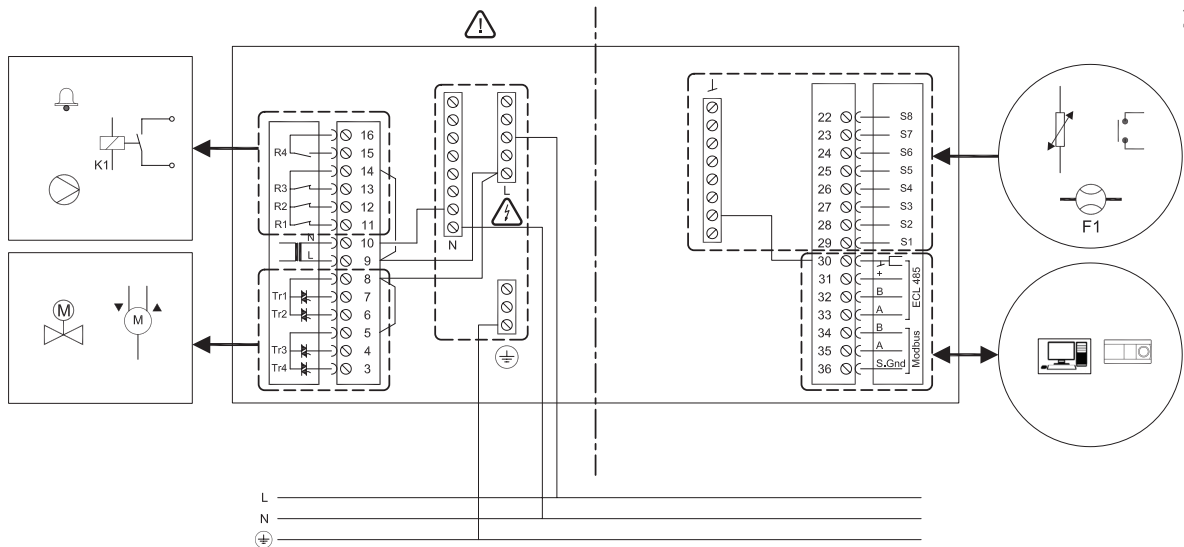 K1
M
M
R4
R3
R2
R1
N
L
Tr1
Tr2
Tr3
Tr4
16
15
14
13
12
11
10
9
8
7
6
5
4
3
N
L
22 S8
23 S7
24 S6
25 S5
26 S4
27 S3
28 S2
29 S1
30
31 +
32 B
33 A
34 B
35 A
36 S.Gnd
ECL 485
Modbus
F1
L
N